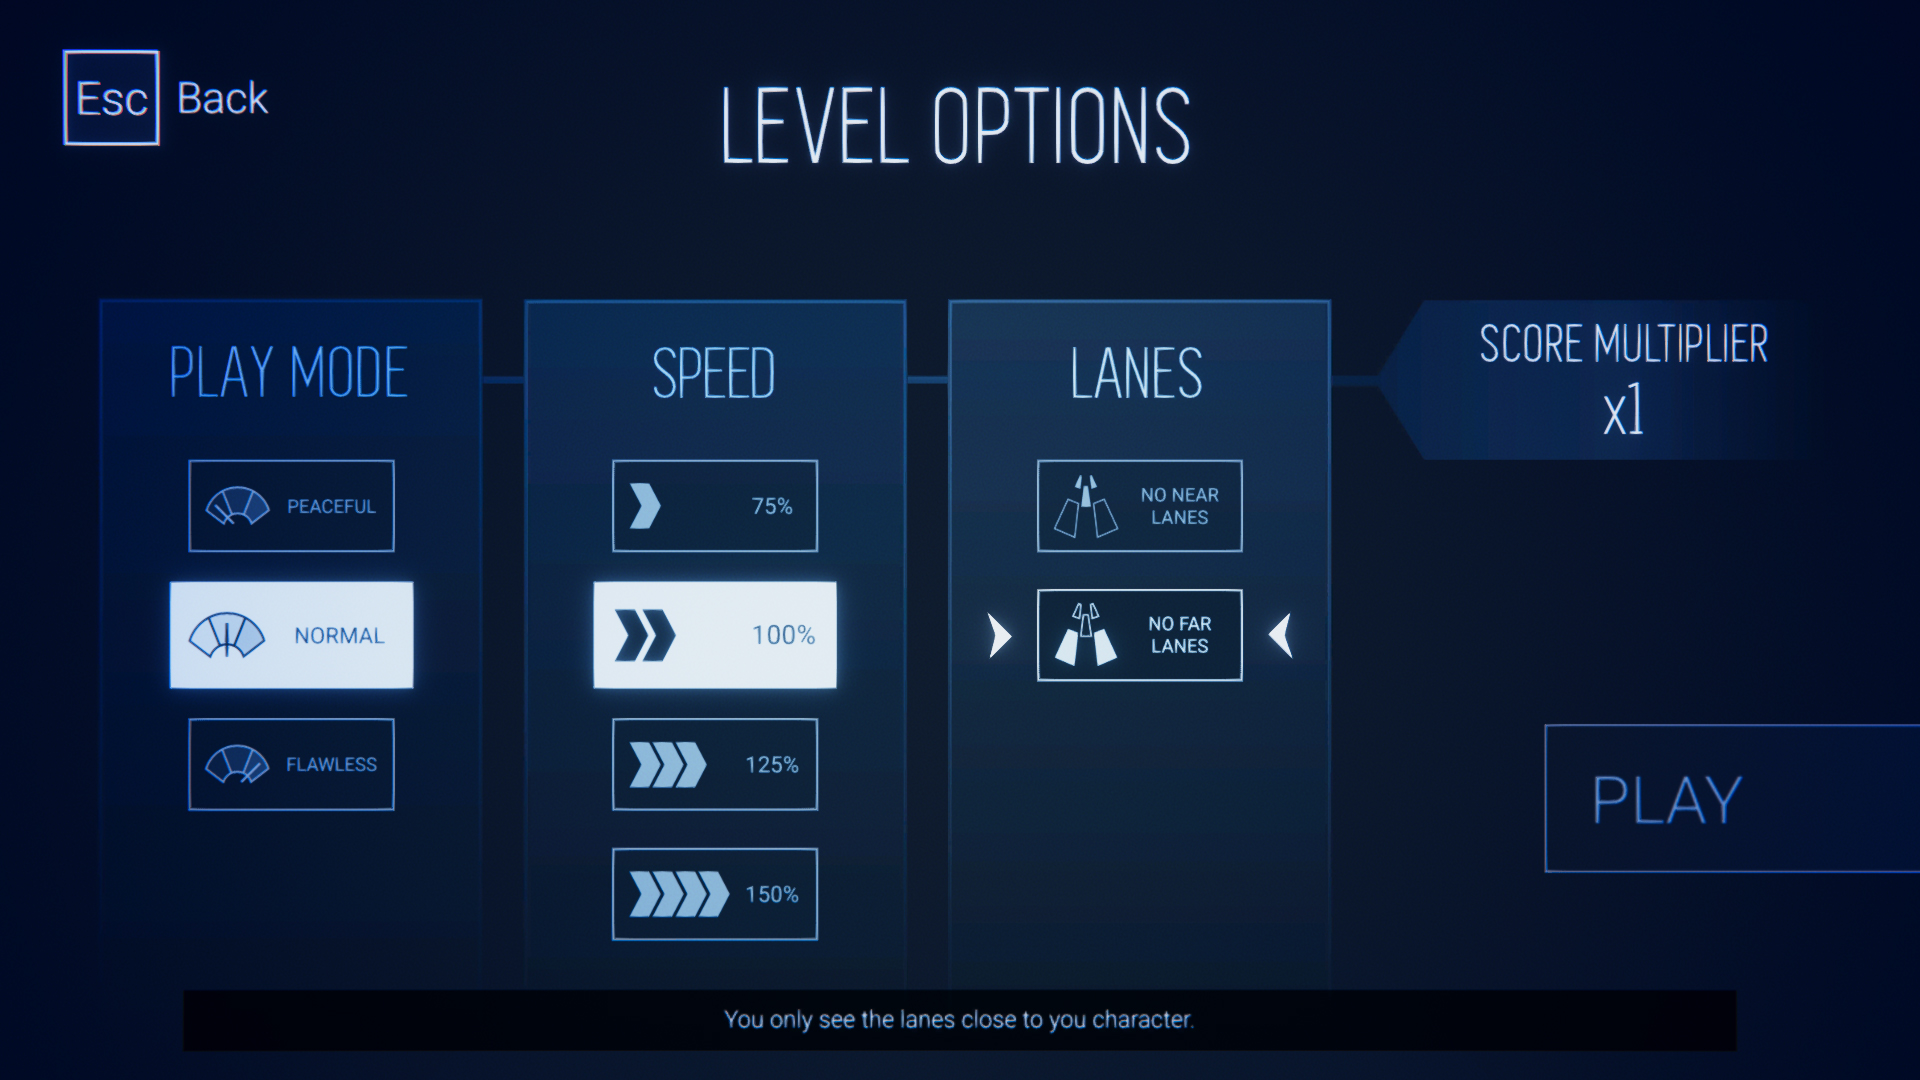 Esc Back
LEVEL OPTIONS
PLAY MODE
PEACEFUL
NORMAL
FLAWLESS
SPEED
75%
100%
125%
150%
LANES
NO NEAR
LANES
NO FAR
LANES
SCORE MULTIPLIER
x1
PLAY
You only see the lanes close to you character.